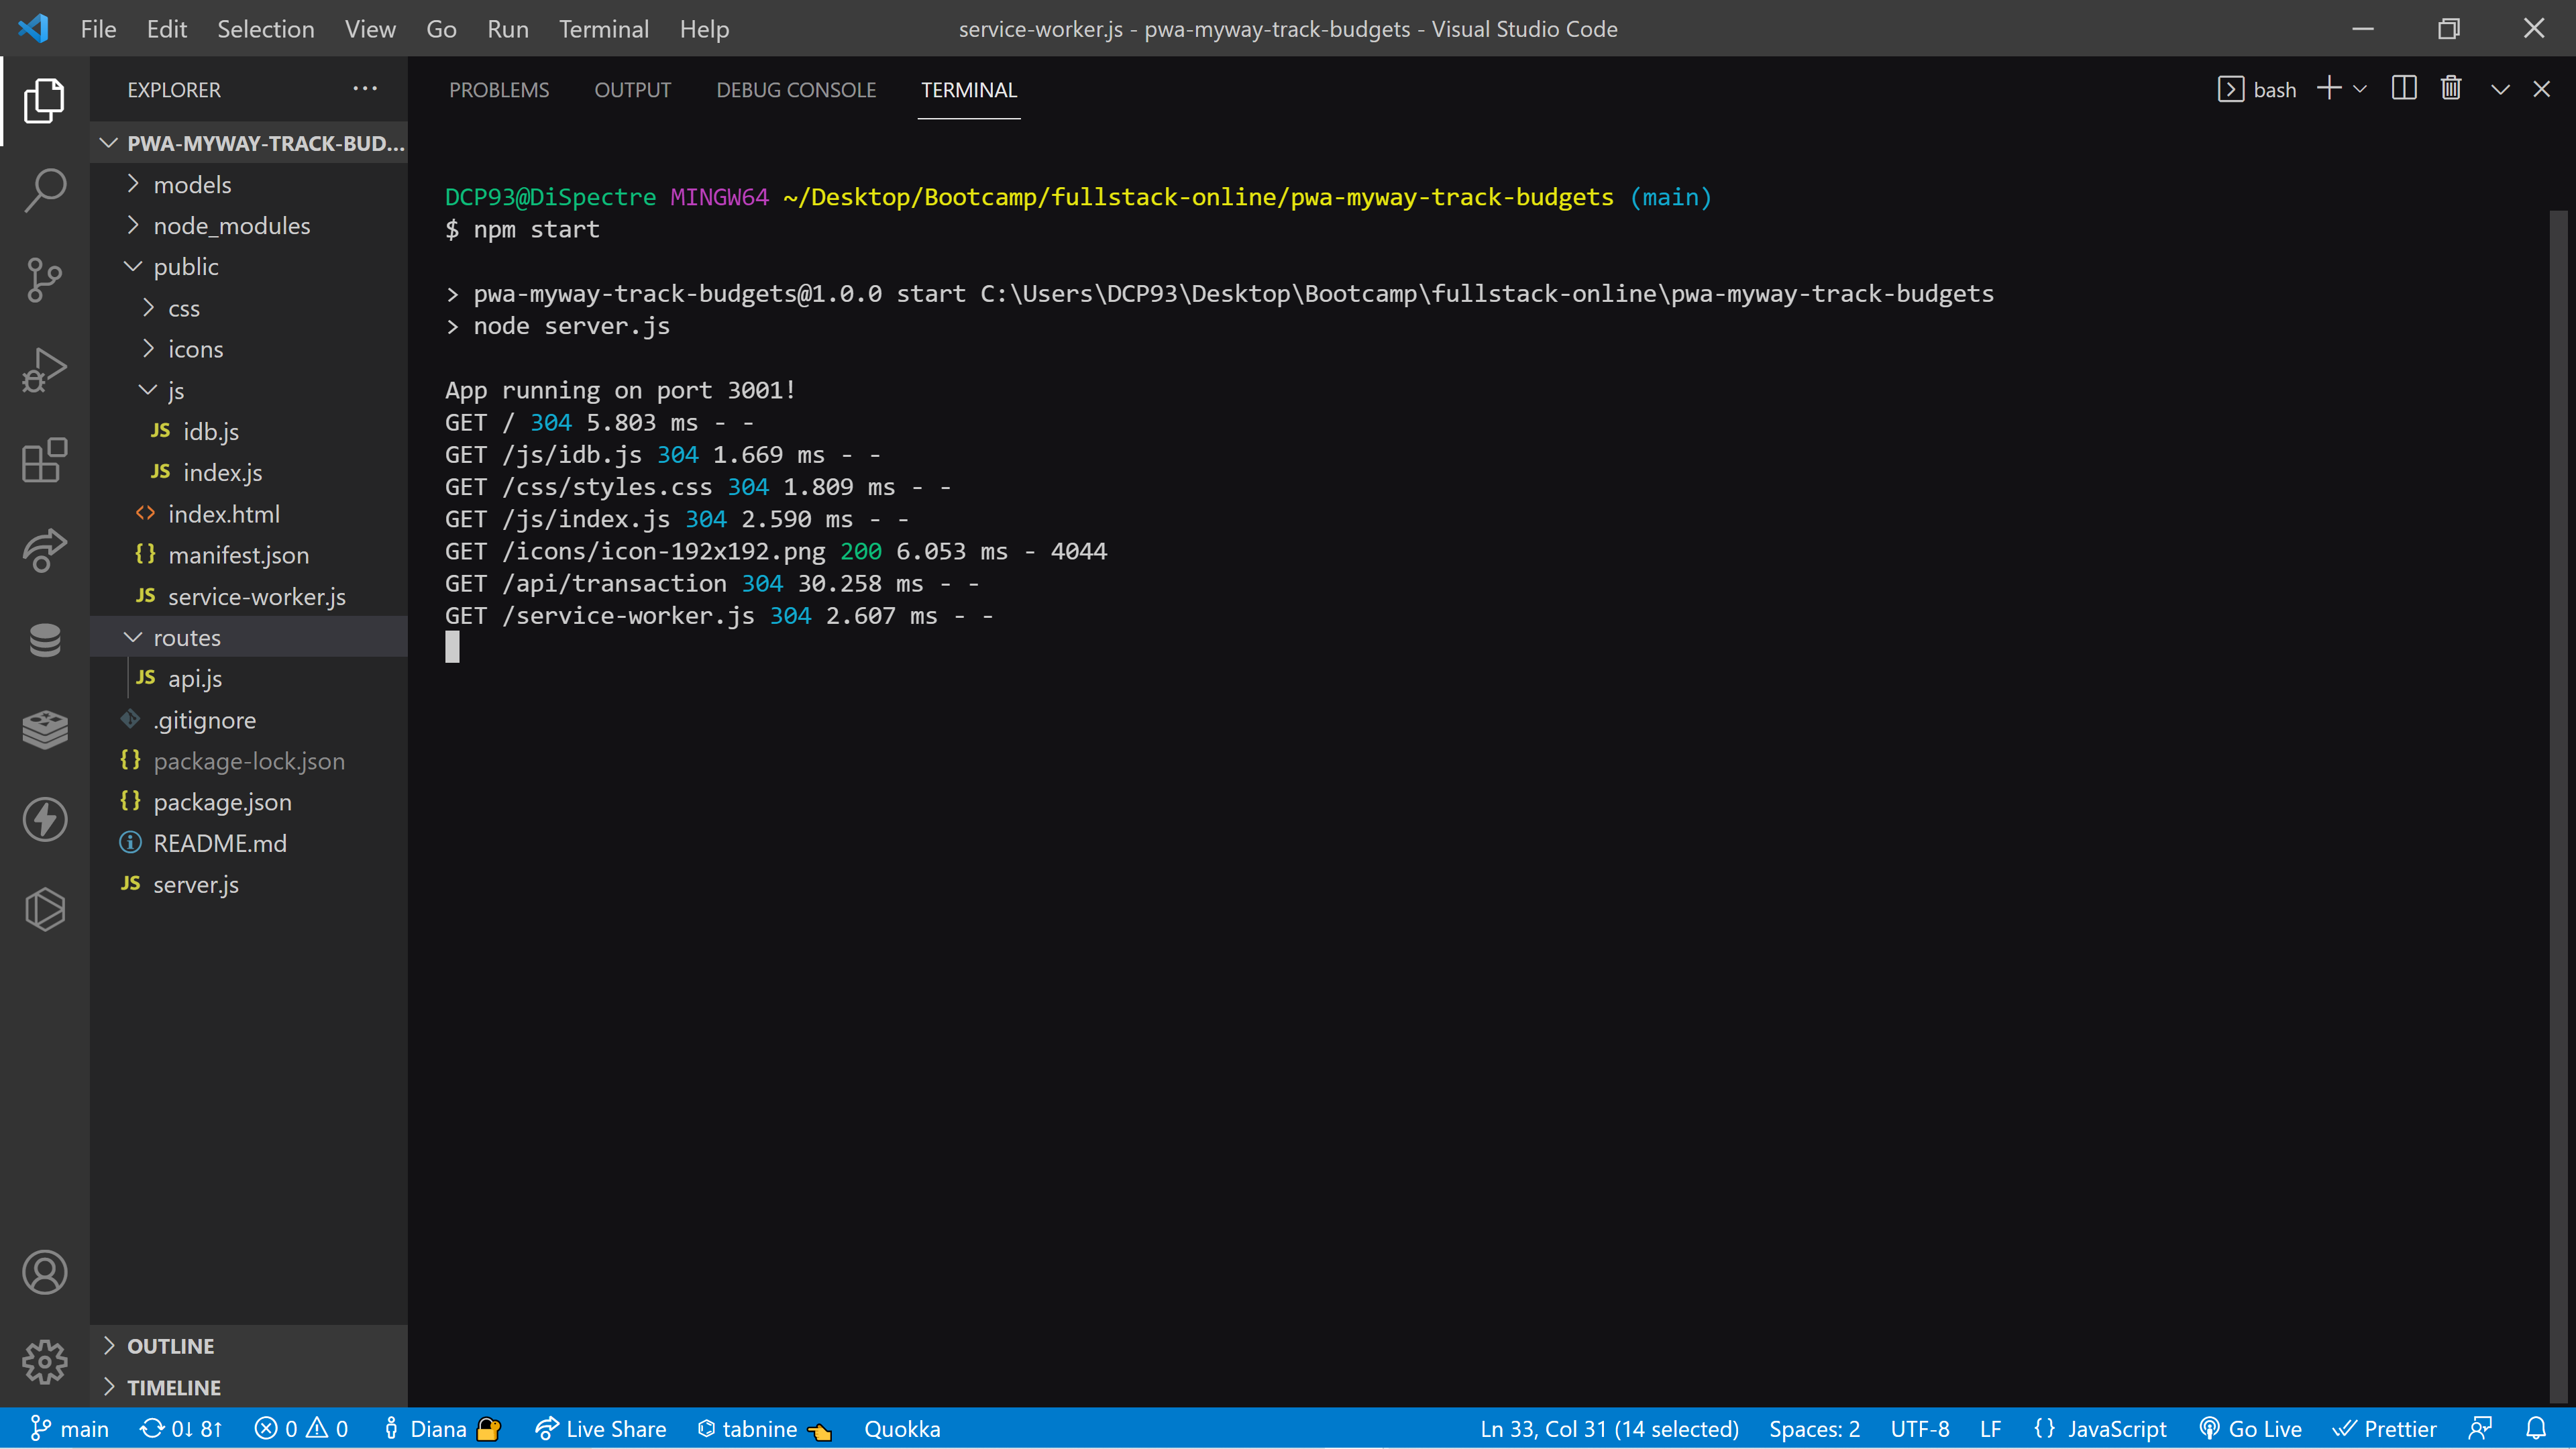 File Edit Selection View Go Run Terminal Help
service-worker.js - pwa-myway-track-budgets - Visual Studio Code
EXPLORER
PWA-MYWAY-TRACK-BUD...
models
node_modules
public
css
icons
js
JS idb.js
JS index.js
<> index.html
{} manifest.json
JS service-worker.js
routes
JS api.js
.gitignore
{} package-lock.json
{} package.json
README.md
JS server.js
OUTLINE
TIMELINE
PROBLEMS OUTPUT DEBUG CONSOLE TERMINAL
bash
DCP93@DiSpectre MINGW64 ~/Desktop/Bootcamp/fullstack-online/pwa-myway-track-budgets (main)
$ npm start
> pwa-myway-track-budgets@1.0.0 start C:\Users\DCP93\Desktop\Bootcamp\fullstack-online\pwa-myway-track-budgets
> node server.js
App running on port 3001!
GET / 304 5.803 ms - -
GET /js/idb.js 304 1.669 ms - -
GET /css/styles.css 304 1.809 ms - -
GET /js/index.js 304 2.590 ms - -
GET /icons/icon-192x192.png 200 6.053 ms - 4044
GET /api/transaction 304 30.258 ms - -
GET /service-worker.js 304 2.607 ms - -
main 0↓ 8↑ 0 0 Diana Live Share tabnine Quokka Ln 33, Col 31 (14 selected) Spaces: 2 UTF-8 LF {} JavaScript Go Live Prettier